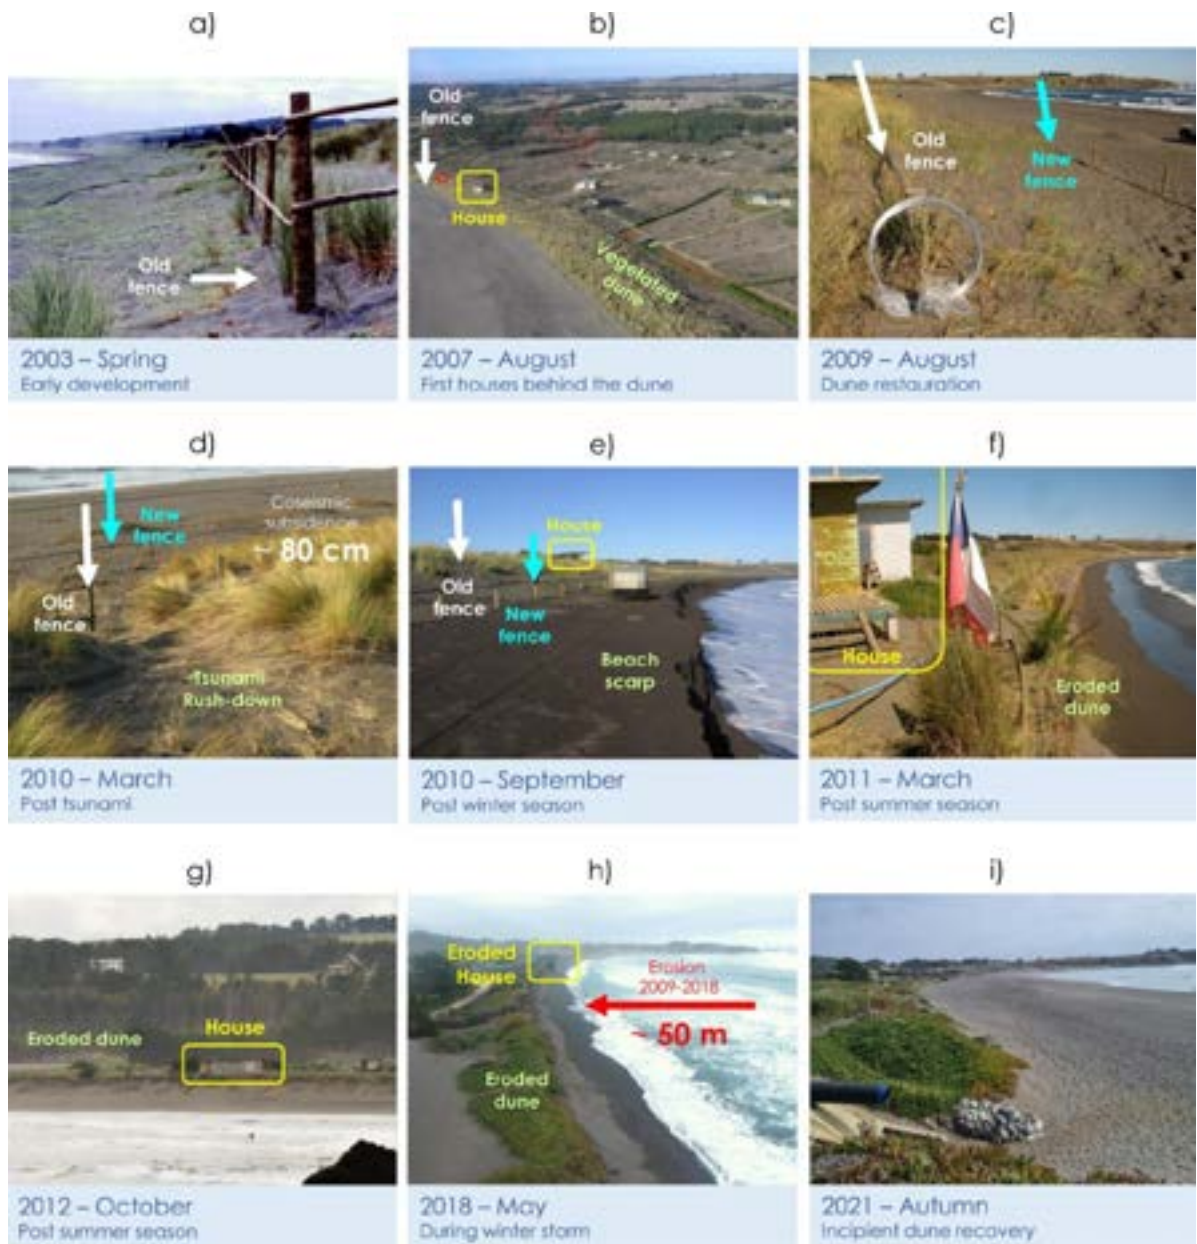 a)
b)
c)
Old
fence
2003 – Spring
Early development
Old
fence
House
Vegetated
dune
2007 – August
First houses behind the dune
Old
fence
New
fence
2009 – August
Dune restauration
d)
e)
f)
New
fence
Coseismic
subsidence
~ 80 cm
Old
fence
Tsunami
Rush-down
2010 – March
Post tsunami
House
Old
fence
New
fence
Beach
scarp
2010 – September
Post winter season
House
Eroded
dune
2011 – March
Post summer season
g)
h)
i)
Eroded dune
House
2012 – October
Post summer season
Eroded
House
Erosion
2009-2018
~ 50 m
Eroded
dune
2018 – May
During winter storm
2021 – Autumn
Incipient dune recovery